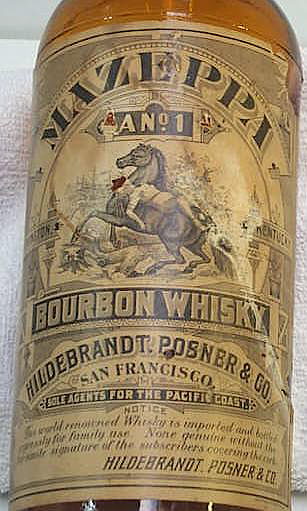 MAZEPPA
A No 1
KENTUCKY
BOURBON WHISKY
HILDEBRANDT, POSNER & CO.
SAN FRANCISCO,
SOLE AGENTS FOR THE PACIFIC COAST.
NOTICE
This world renowned Whisky is imported and bottled
expressly for family use. None genuine without the
signature of the subscribers covering the cork
HILDEBRANDT, POSNER & CO.